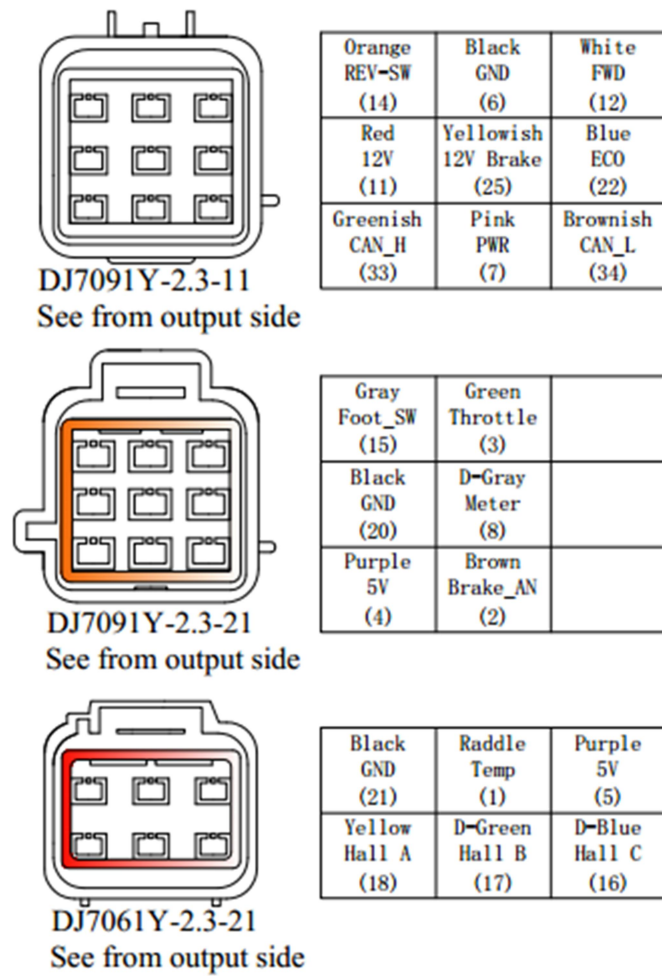 Orange Black White
REV-SW GND FWD
(14) (6) (12)
Red Yellowish Blue
12V 12V Brake ECO
(11) (25) (22)
Greenish Pink Brownish
CAN_H PWR CAN_L
(33) (7) (34)
DJ7091Y-2.3-11
See from output side
Gray Green
Foot_SW Throttle
(15) (3)
Black D-Gray
GND Meter
(20) (8)
Purple Brown
5V Brake_AN
(4) (2)
DJ7091Y-2.3-21
See from output side
Black Raddle Purple
GND Temp 5V
(21) (1) (5)
Yellow D-Green D-Blue
Hall A Hall B Hall C
(18) (17) (16)
DJ7061Y-2.3-21
See from output side